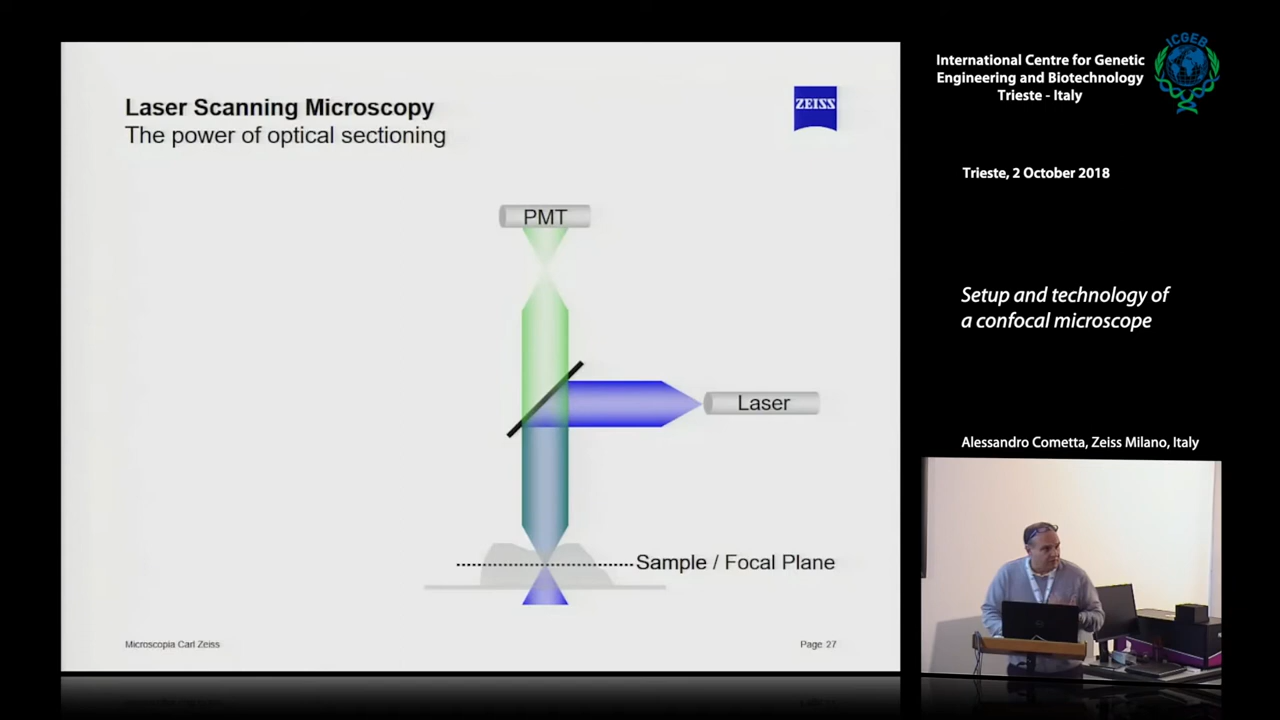 Laser Scanning Microscopy
The power of optical sectioning
ZEISS
PMT
Laser
Sample / Focal Plane
Microscopia Carl Zeiss
Page 27
International Centre for Genetic
Engineering and Biotechnology
Trieste - Italy
ICGEB
Trieste, 2 October 2018
Setup and technology of
a confocal microscope
Alessandro Cometta, Zeiss Milano, Italy